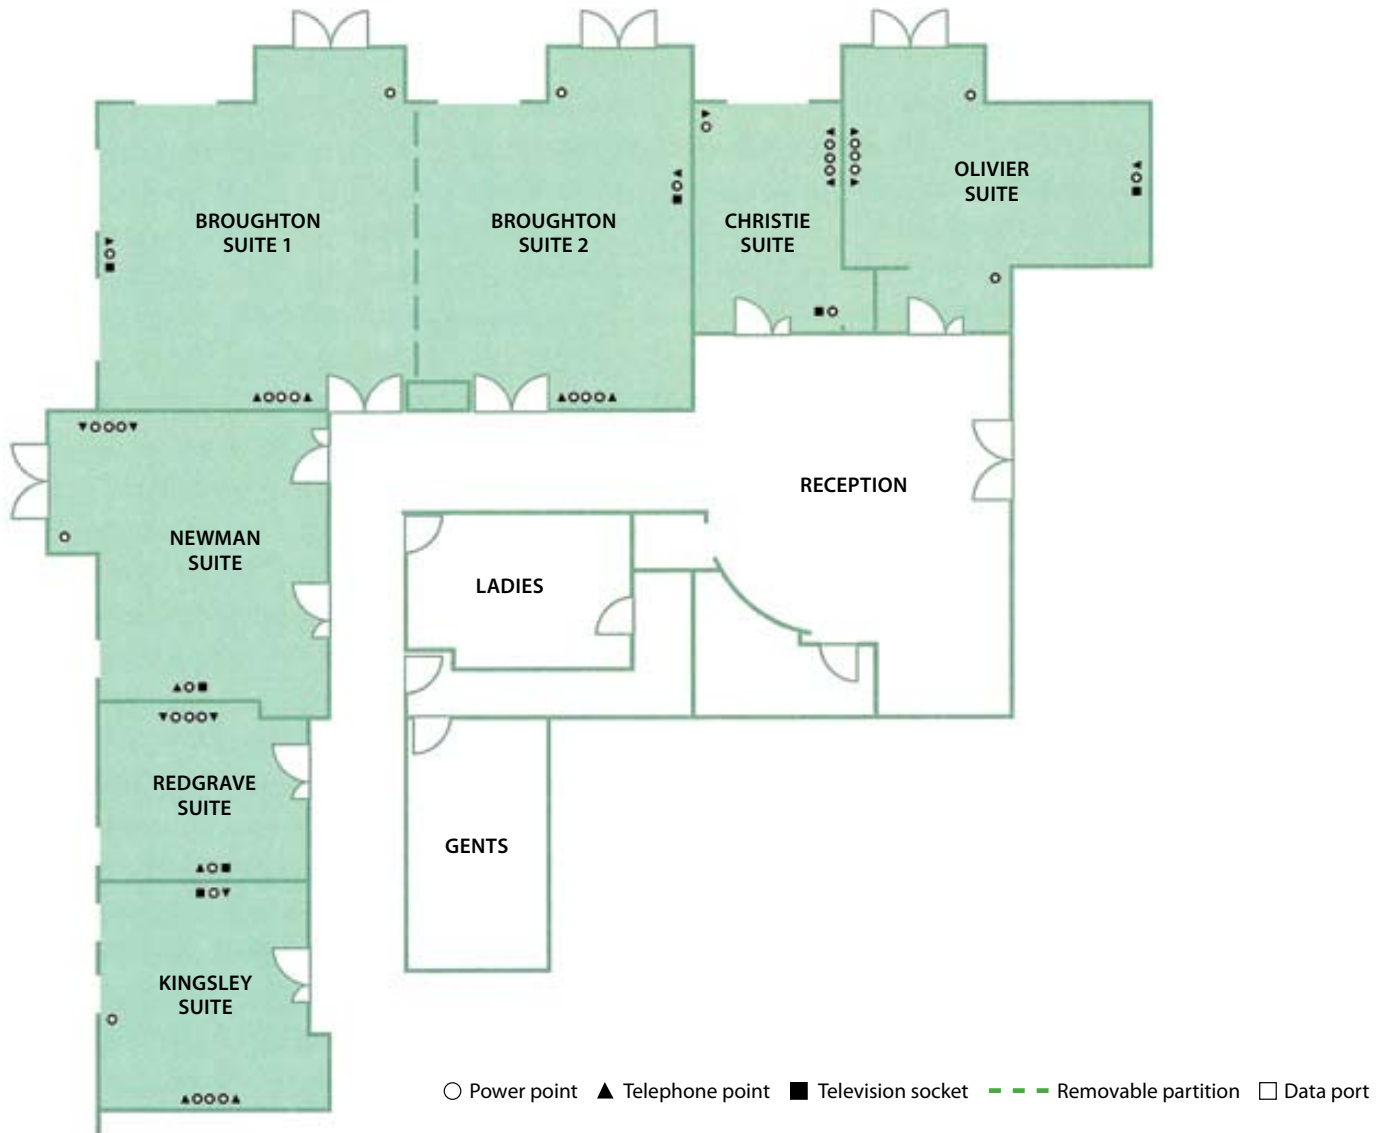 BROUGHTON
SUITE 1
BROUGHTON
SUITE 2
CHRISTIE
SUITE
OLIVIER
SUITE
RECEPTION
NEWMAN
SUITE
LADIES
REDGRAVE
SUITE
GENTS
KINGSLEY
SUITE
Power point Telephone point Television socket Removable partition Data port